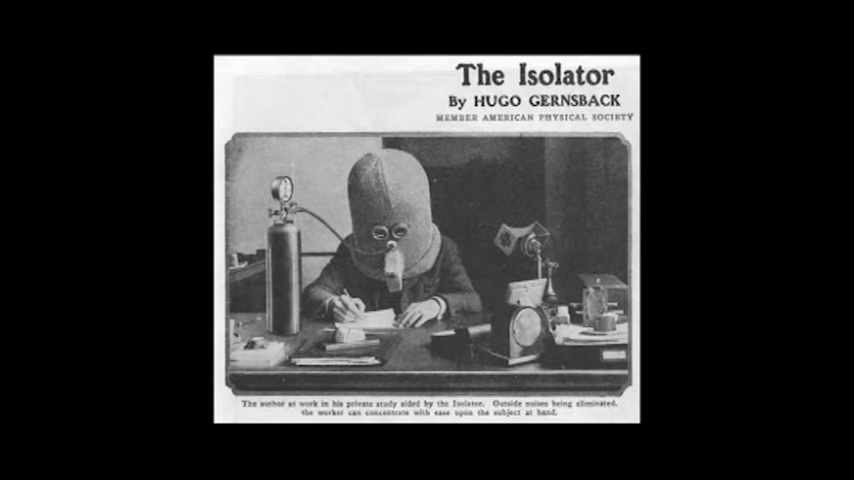 The Isolator
By HUGO GERNSBACK
MEMBER AMERICAN PHYSICAL SOCIETY
The author at work in his private study aided by the Isolator. Outside noises being eliminated,
the worker can concentrate with ease upon the subject at hand.